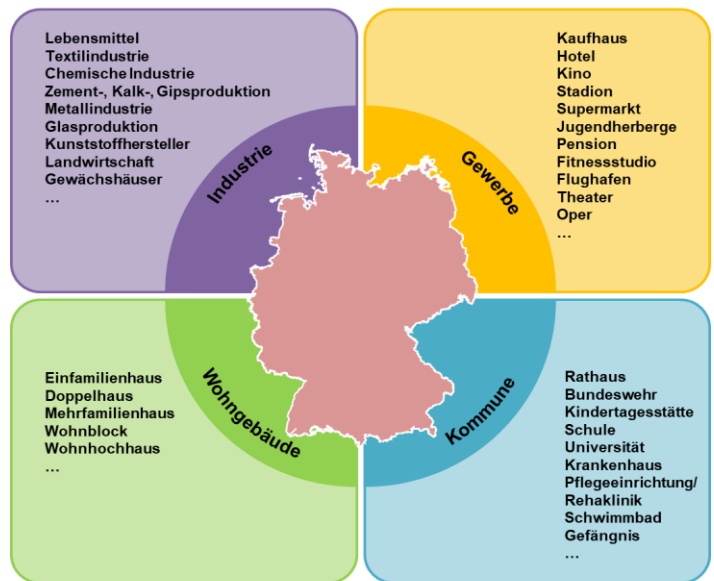 Lebensmittel
Textilindustrie
Chemische Industrie
Zement-, Kalk-, Gipsproduktion
Metallindustrie
Glasproduktion
Kunststoffhersteller
Landwirtschaft
Gewächshäuser
…
Industrie
Kaufhaus
Hotel
Kino
Stadion
Supermarkt
Jugendherberge
Pension
Fitnessstudio
Flughafen
Theater
Oper
…
Gewerbe
Einfamilienhaus
Doppelhaus
Mehrfamilienhaus
Wohnblock
Wohnhochhaus
…
Wohngebäude
Rathaus
Bundeswehr
Kindertagesstätte
Schule
Universität
Krankenhaus
Pflegeeinrichtung/
Rehaklinik
Schwimmbad
Gefängnis
…
Kommune